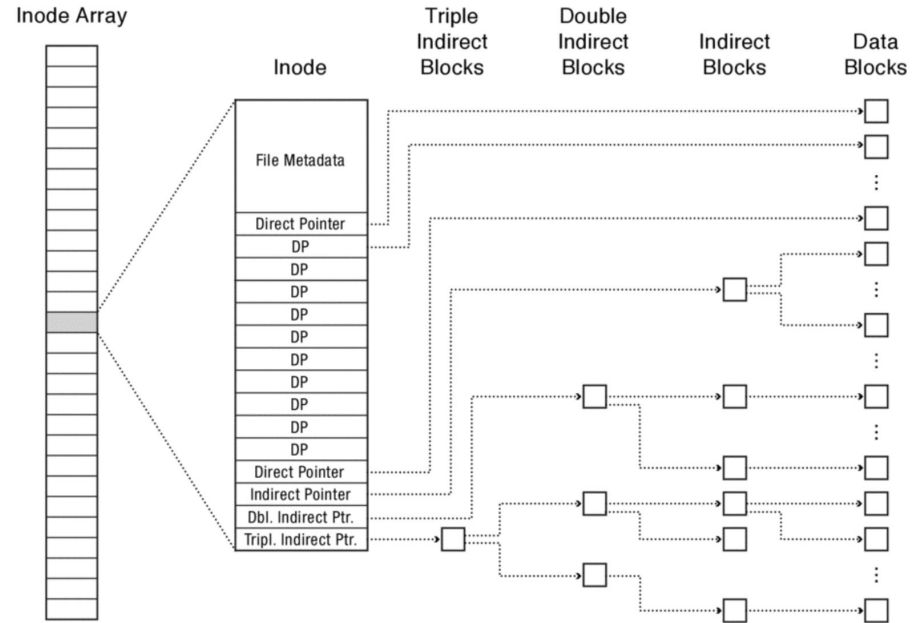 Inode Array
Inode
Triple
Indirect
Blocks
Double
Indirect
Blocks
Indirect
Blocks
Data
Blocks
File Metadata
Direct Pointer
DP
DP
DP
DP
DP
DP
DP
DP
DP
DP
Direct Pointer
Indirect Pointer
Dbl. Indirect Ptr.
Tripl. Indirect Ptr.